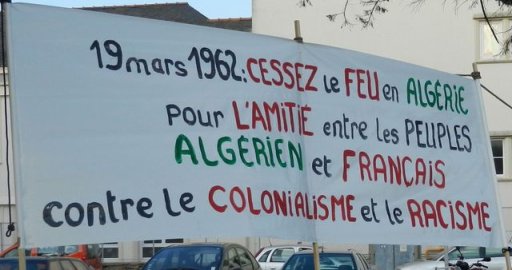 19 mars 1962: CESSEZ le FEU en ALGÉRIE
pour L'AMITIÉ entre les PEUPLES
ALGÉRIEN et FRANÇAIS
contre le COLONIALISME et le RACISME